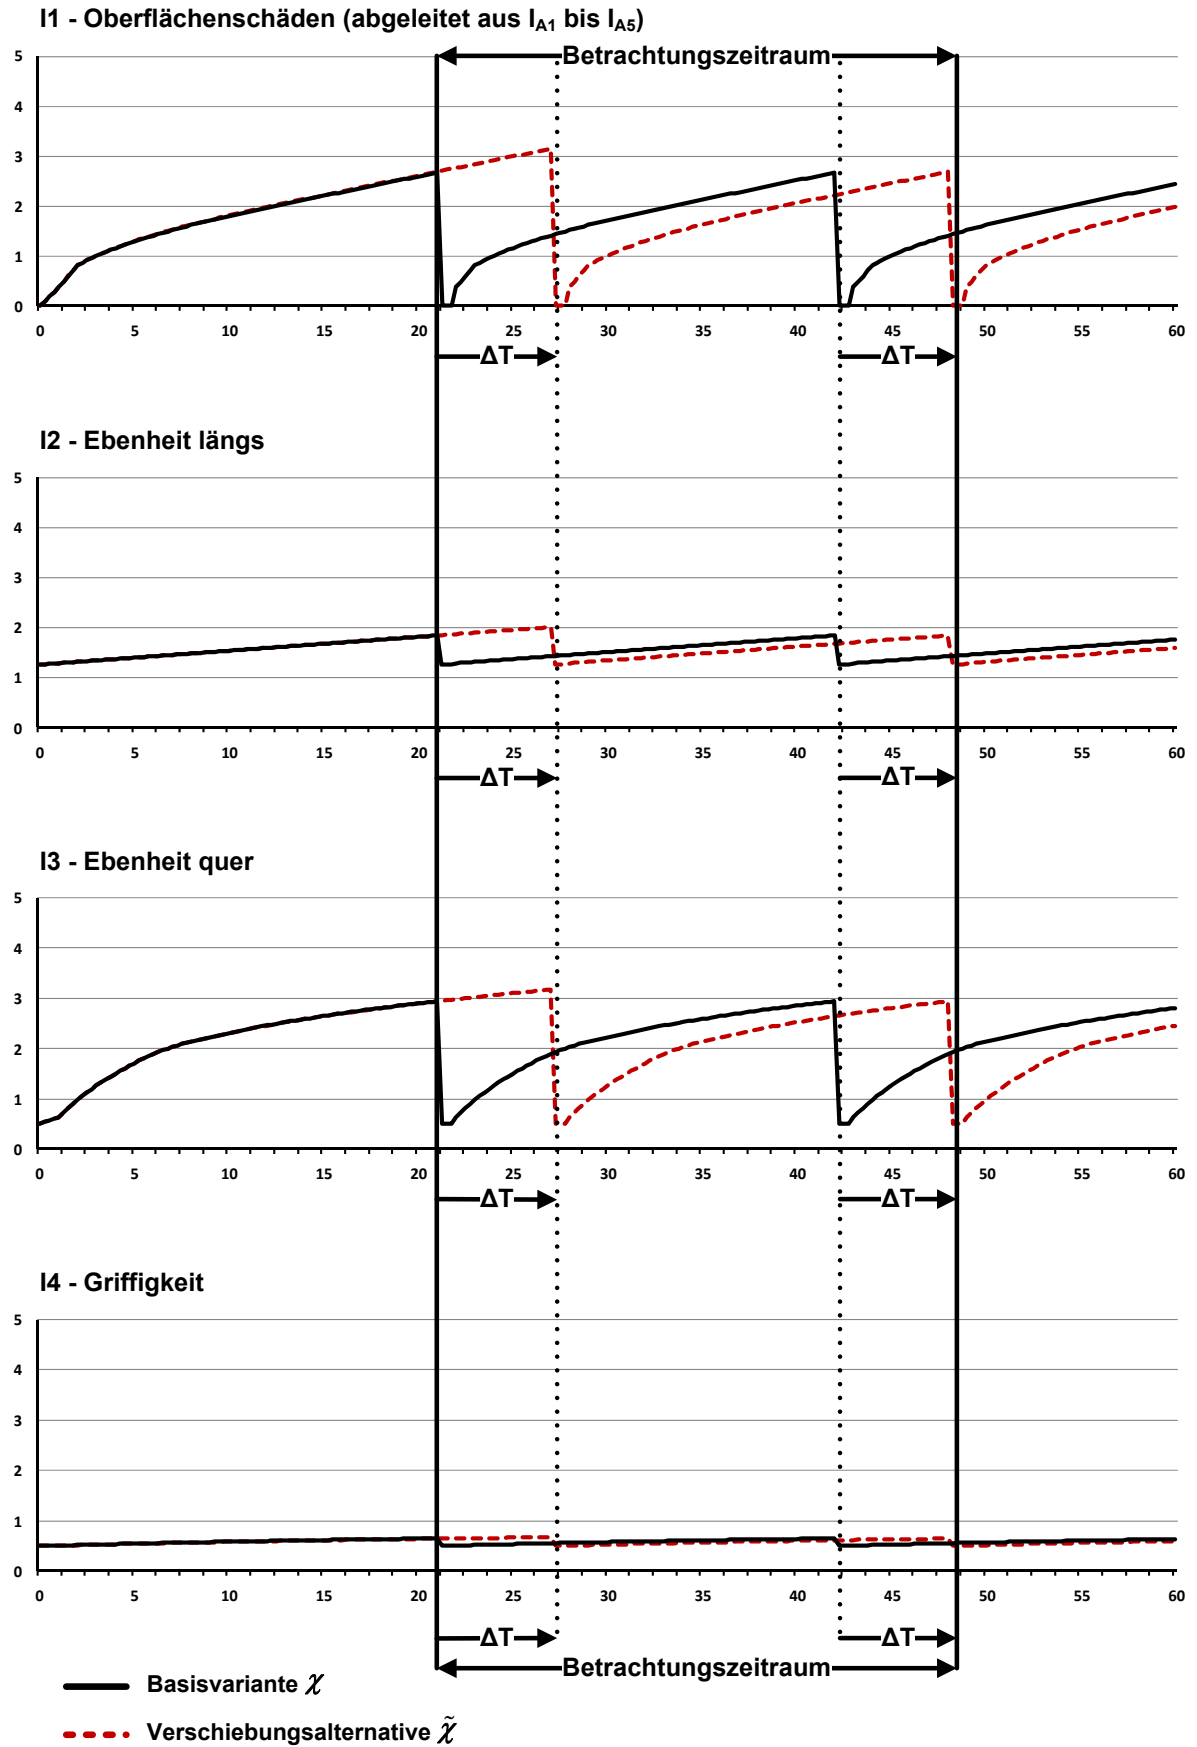 I1 - Oberflächenschäden (abgeleitet aus I_A1 bis I_A5)
Betrachtungszeitraum
5
4
3
2
1
0
0 5 10 15 20 25 30 35 40 45 50 55 60
ΔT ΔT
I2 - Ebenheit längs
5
4
3
2
1
0
0 5 10 15 20 25 30 35 40 45 50 55 60
ΔT ΔT
I3 - Ebenheit quer
5
4
3
2
1
0
0 5 10 15 20 25 30 35 40 45 50 55 60
ΔT ΔT
I4 - Griffigkeit
5
4
3
2
1
0
0 5 10 15 20 25 30 35 40 45 50 55 60
ΔT ΔT
Betrachtungszeitraum
Basisvariante χ
Verschiebungsalternative χ̃